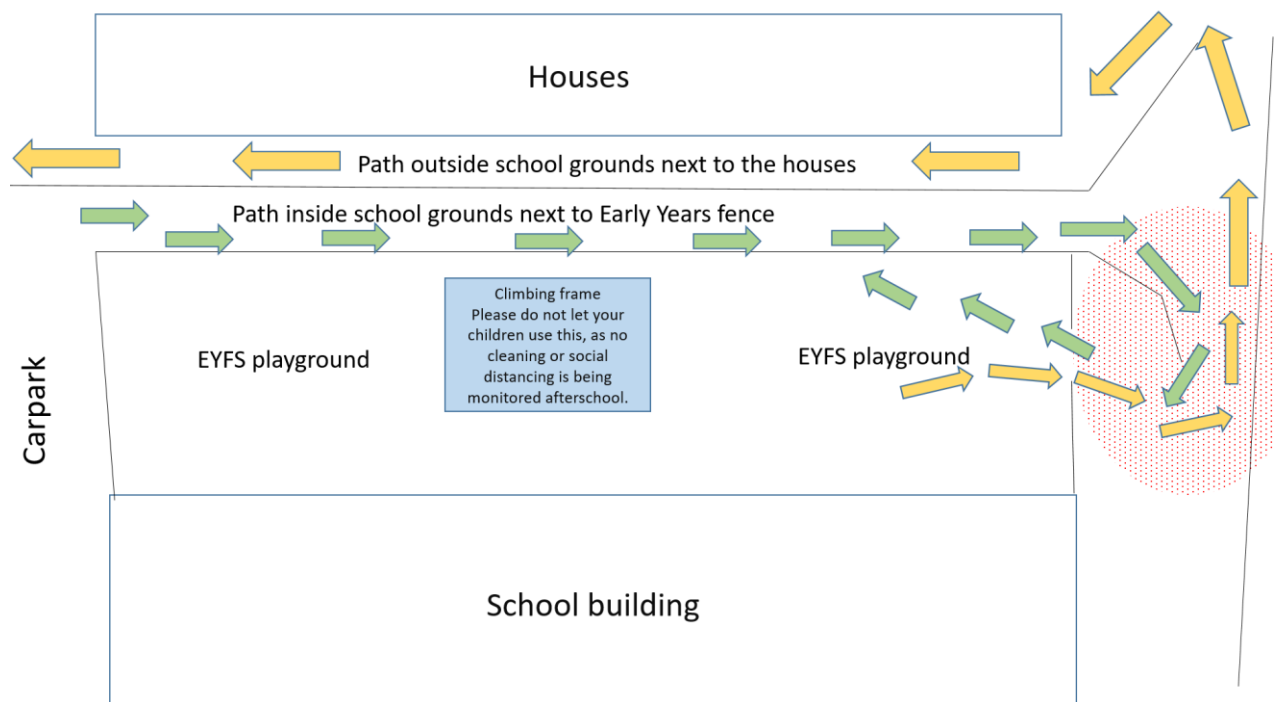 Houses
Path outside school grounds next to the houses
Path inside school grounds next to Early Years fence
Climbing frame
Please do not let your
children use this, as no
cleaning or social
distancing is being
monitored afterschool.
EYFS playground
EYFS playground
Carpark
School building